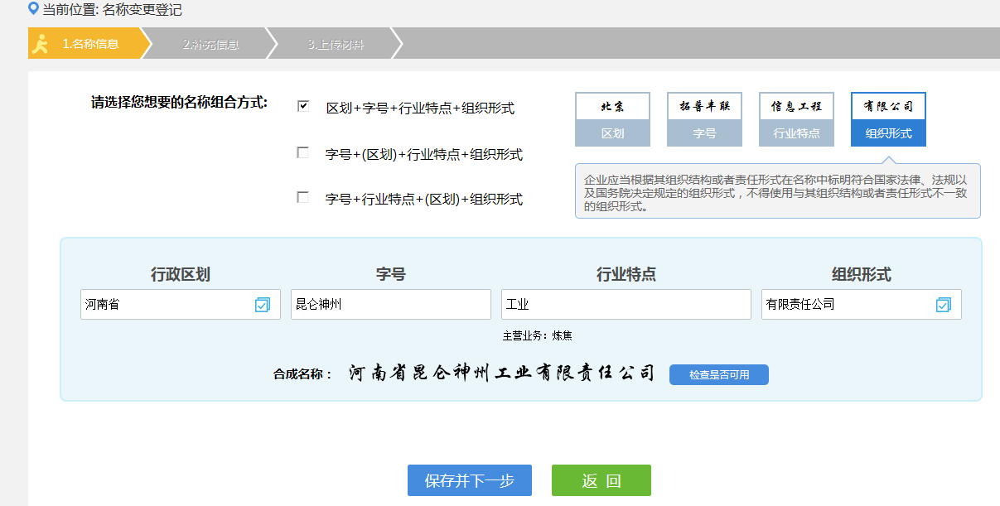 当前位置: 名称变更登记
1.名称信息
2.补充信息
3.上传材料
请选择您想要的名称组合方式:
区划+字号+行业特点+组织形式
字号+(区划)+行业特点+组织形式
字号+行业特点+(区划)+组织形式
北京
区划
拓普丰联
字号
信息工程
行业特点
有限公司
组织形式
企业应当根据其组织结构或者责任形式在名称中标明符合国家法律、法规以
及国务院决定规定的组织形式，不得使用与其组织结构或者责任形式不一致
的组织形式。
行政区划
字号
行业特点
组织形式
河南省
昆仑神州
工业
有限责任公司
主营业务：炼焦
合成名称：
河南省昆仑神州工业有限责任公司
检查是否可用
保存并下一步
返 回